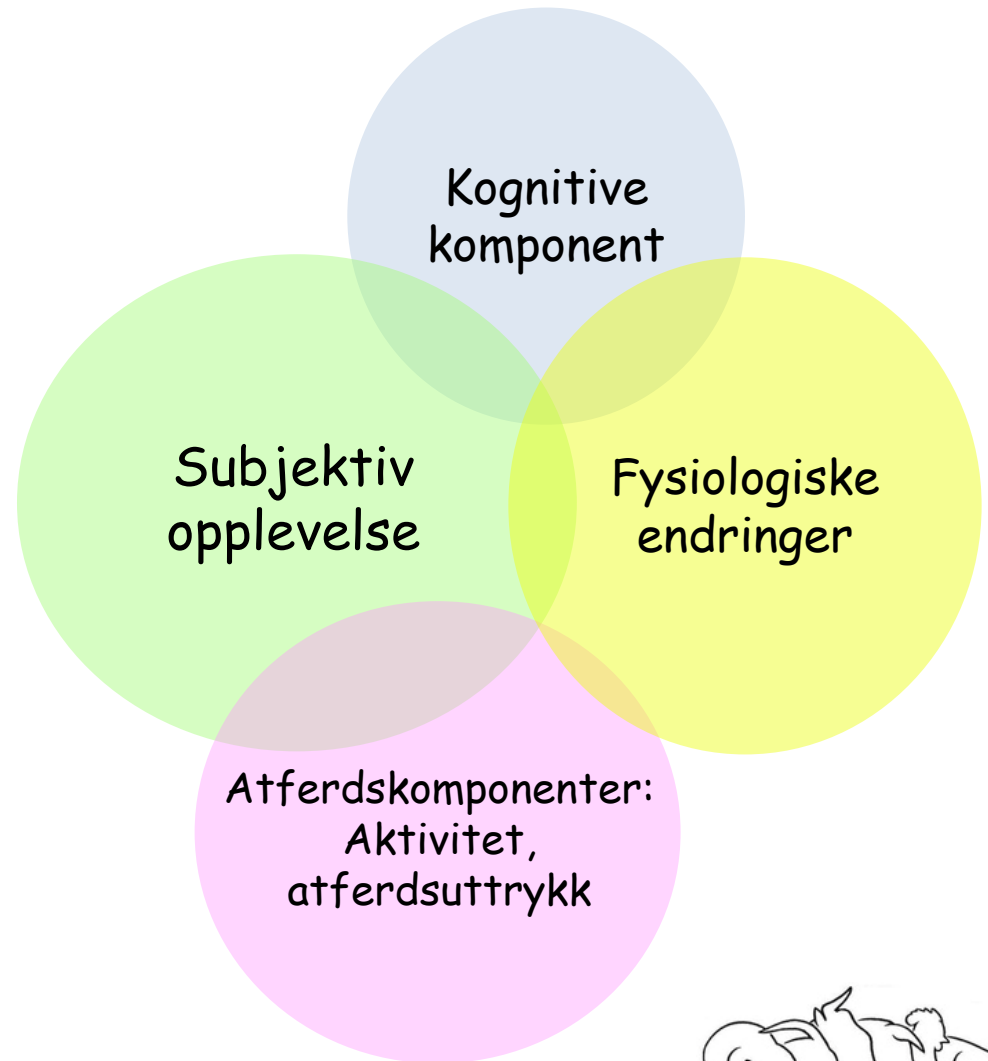 Kognitive
komponent
Subjektiv
opplevelse
Fysiologiske
endringer
Atferdskomponenter:
Aktivitet,
atferdsuttrykk